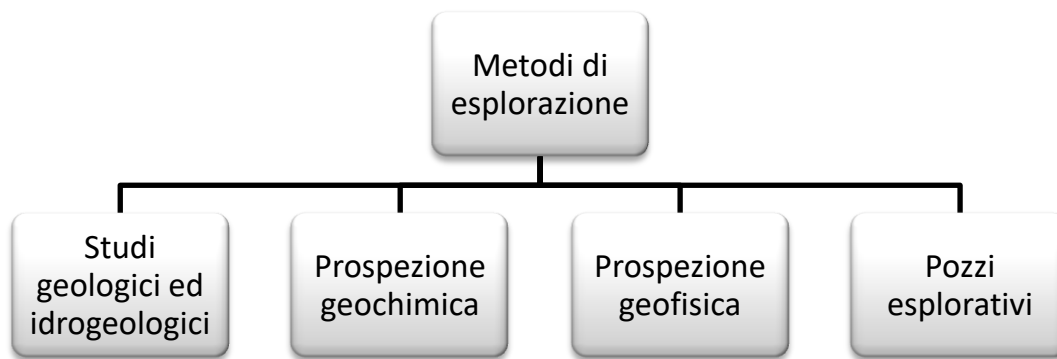 Metodi di
esplorazione
Studi
geologici ed
idrogeologici
Prospezione
geochimica
Prospezione
geofisica
Pozzi
esplorativi